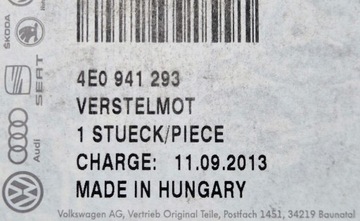 ŠKODA
SEAT
Audi
4E0 941 293
VERSTELMOT
1 STUECK/PIECE
CHARGE: 11.09.2013
MADE IN HUNGARY
Volkswagen AG, Vertrieb Original Teile, Postfach 1451, 34219 Baunatal